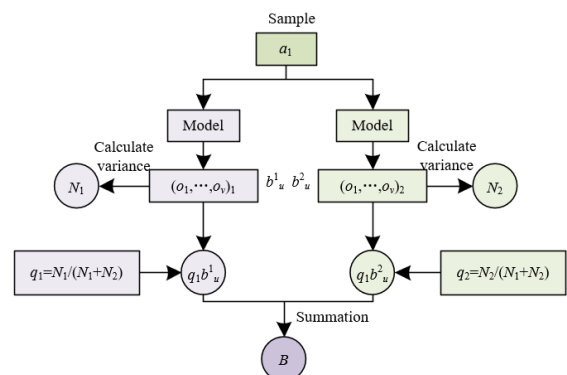 Sample
a₁
Model Model
Calculate variance
Calculate variance
N₁ (o₁,⋯,oᵥ)₁ b¹ᵤ b²ᵤ (o₁,⋯,oᵥ)₂ N₂
q₁=N₁/(N₁+N₂) q₁b¹ᵤ q₁b²ᵤ q₂=N₂/(N₁+N₂)
Summation
B